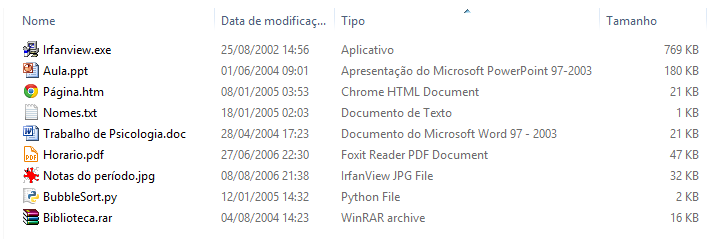 Nome Data de modificaç... Tipo Tamanho
Irfanview.exe 25/08/2002 14:56 Aplicativo 769 KB
Aula.ppt 01/06/2004 09:01 Apresentação do Microsoft PowerPoint 97-2003 180 KB
Página.htm 08/01/2005 03:53 Chrome HTML Document 21 KB
Nomes.txt 18/01/2005 02:03 Documento de Texto 1 KB
Trabalho de Psicologia.doc 28/04/2004 17:23 Documento do Microsoft Word 97 - 2003 21 KB
Horario.pdf 27/06/2006 22:30 Foxit Reader PDF Document 47 KB
Notas do período.jpg 08/08/2006 21:38 IrfanView JPG File 32 KB
BubbleSort.py 12/01/2005 14:32 Python File 2 KB
Biblioteca.rar 04/08/2004 14:23 WinRAR archive 16 KB